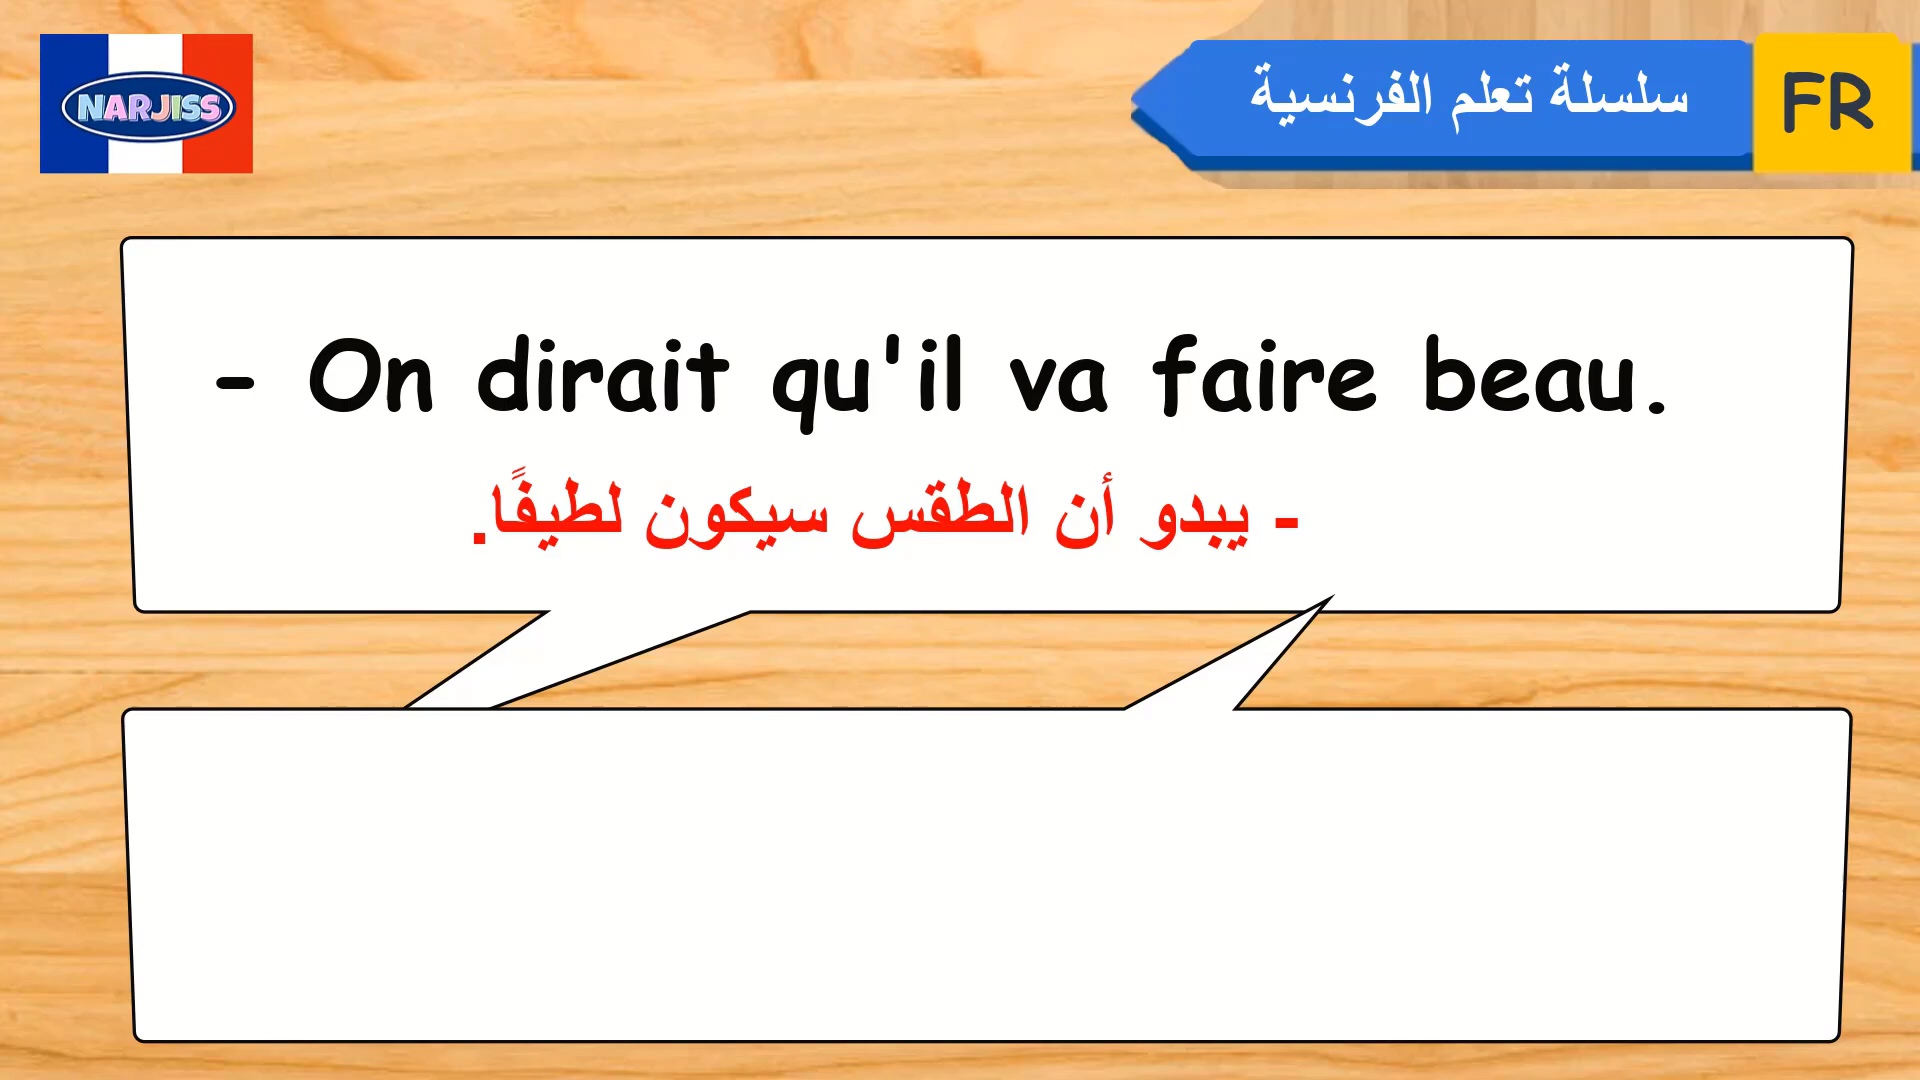 NARJISS
سلسلة تعلم الفرنسية
FR
- On dirait qu'il va faire beau.
- يبدو أن الطقس سيكون لطيفًا.